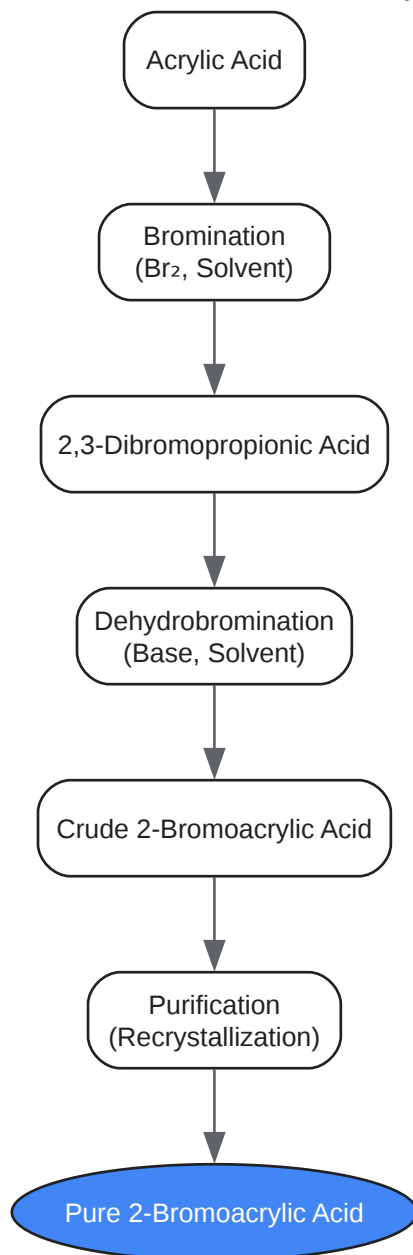 Acrylic Acid
Bromination
(Br₂, Solvent)
2,3-Dibromopropionic Acid
Dehydrobromination
(Base, Solvent)
Crude 2-Bromoacrylic Acid
Purification
(Recrystallization)
Pure 2-Bromoacrylic Acid